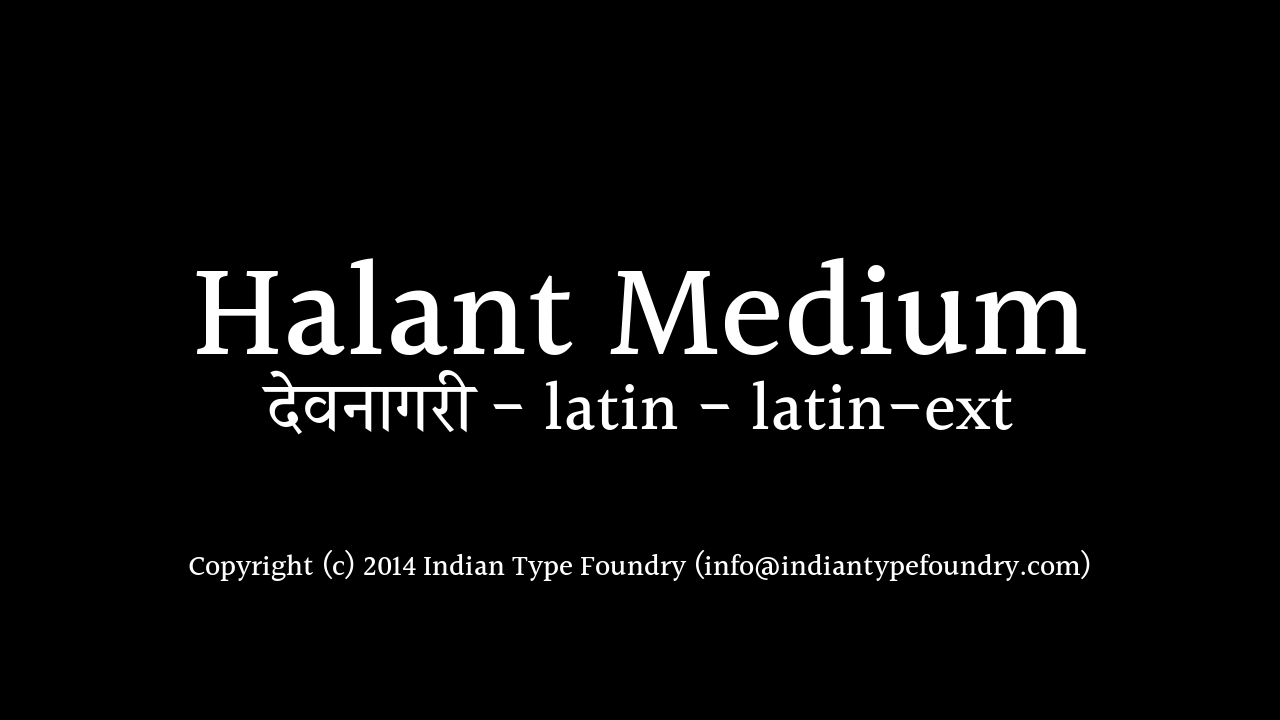 Halant Medium
देवनागरी - latin - latin-ext
Copyright (c) 2014 Indian Type Foundry (info@indiantypefoundry.com)